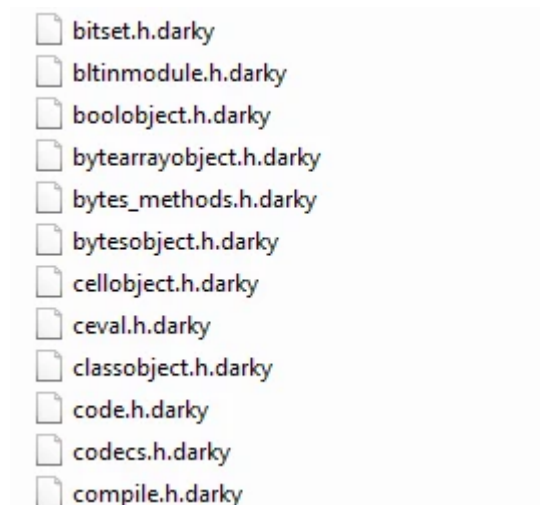 bitset.h.darky
bltinmodule.h.darky
boolobject.h.darky
bytearrayobject.h.darky
bytes_methods.h.darky
bytesobject.h.darky
cellobject.h.darky
ceval.h.darky
classobject.h.darky
code.h.darky
codecs.h.darky
compile.h.darky